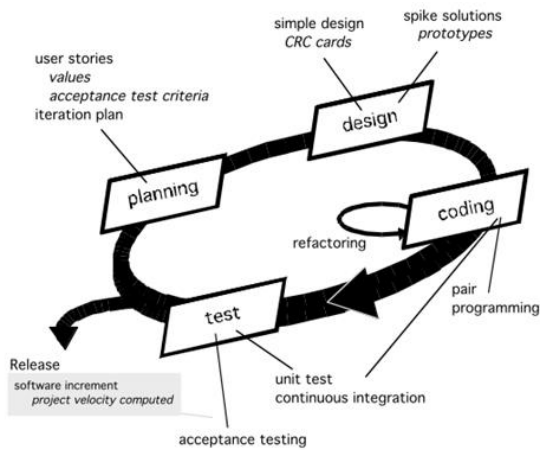 spike solutions
prototypes
simple design
CRC cards
user stories
values
acceptance test criteria
iteration plan
design
planning
coding
refactoring
pair
programming
test
unit test
continuous integration
Release
software increment
project velocity computed
acceptance testing